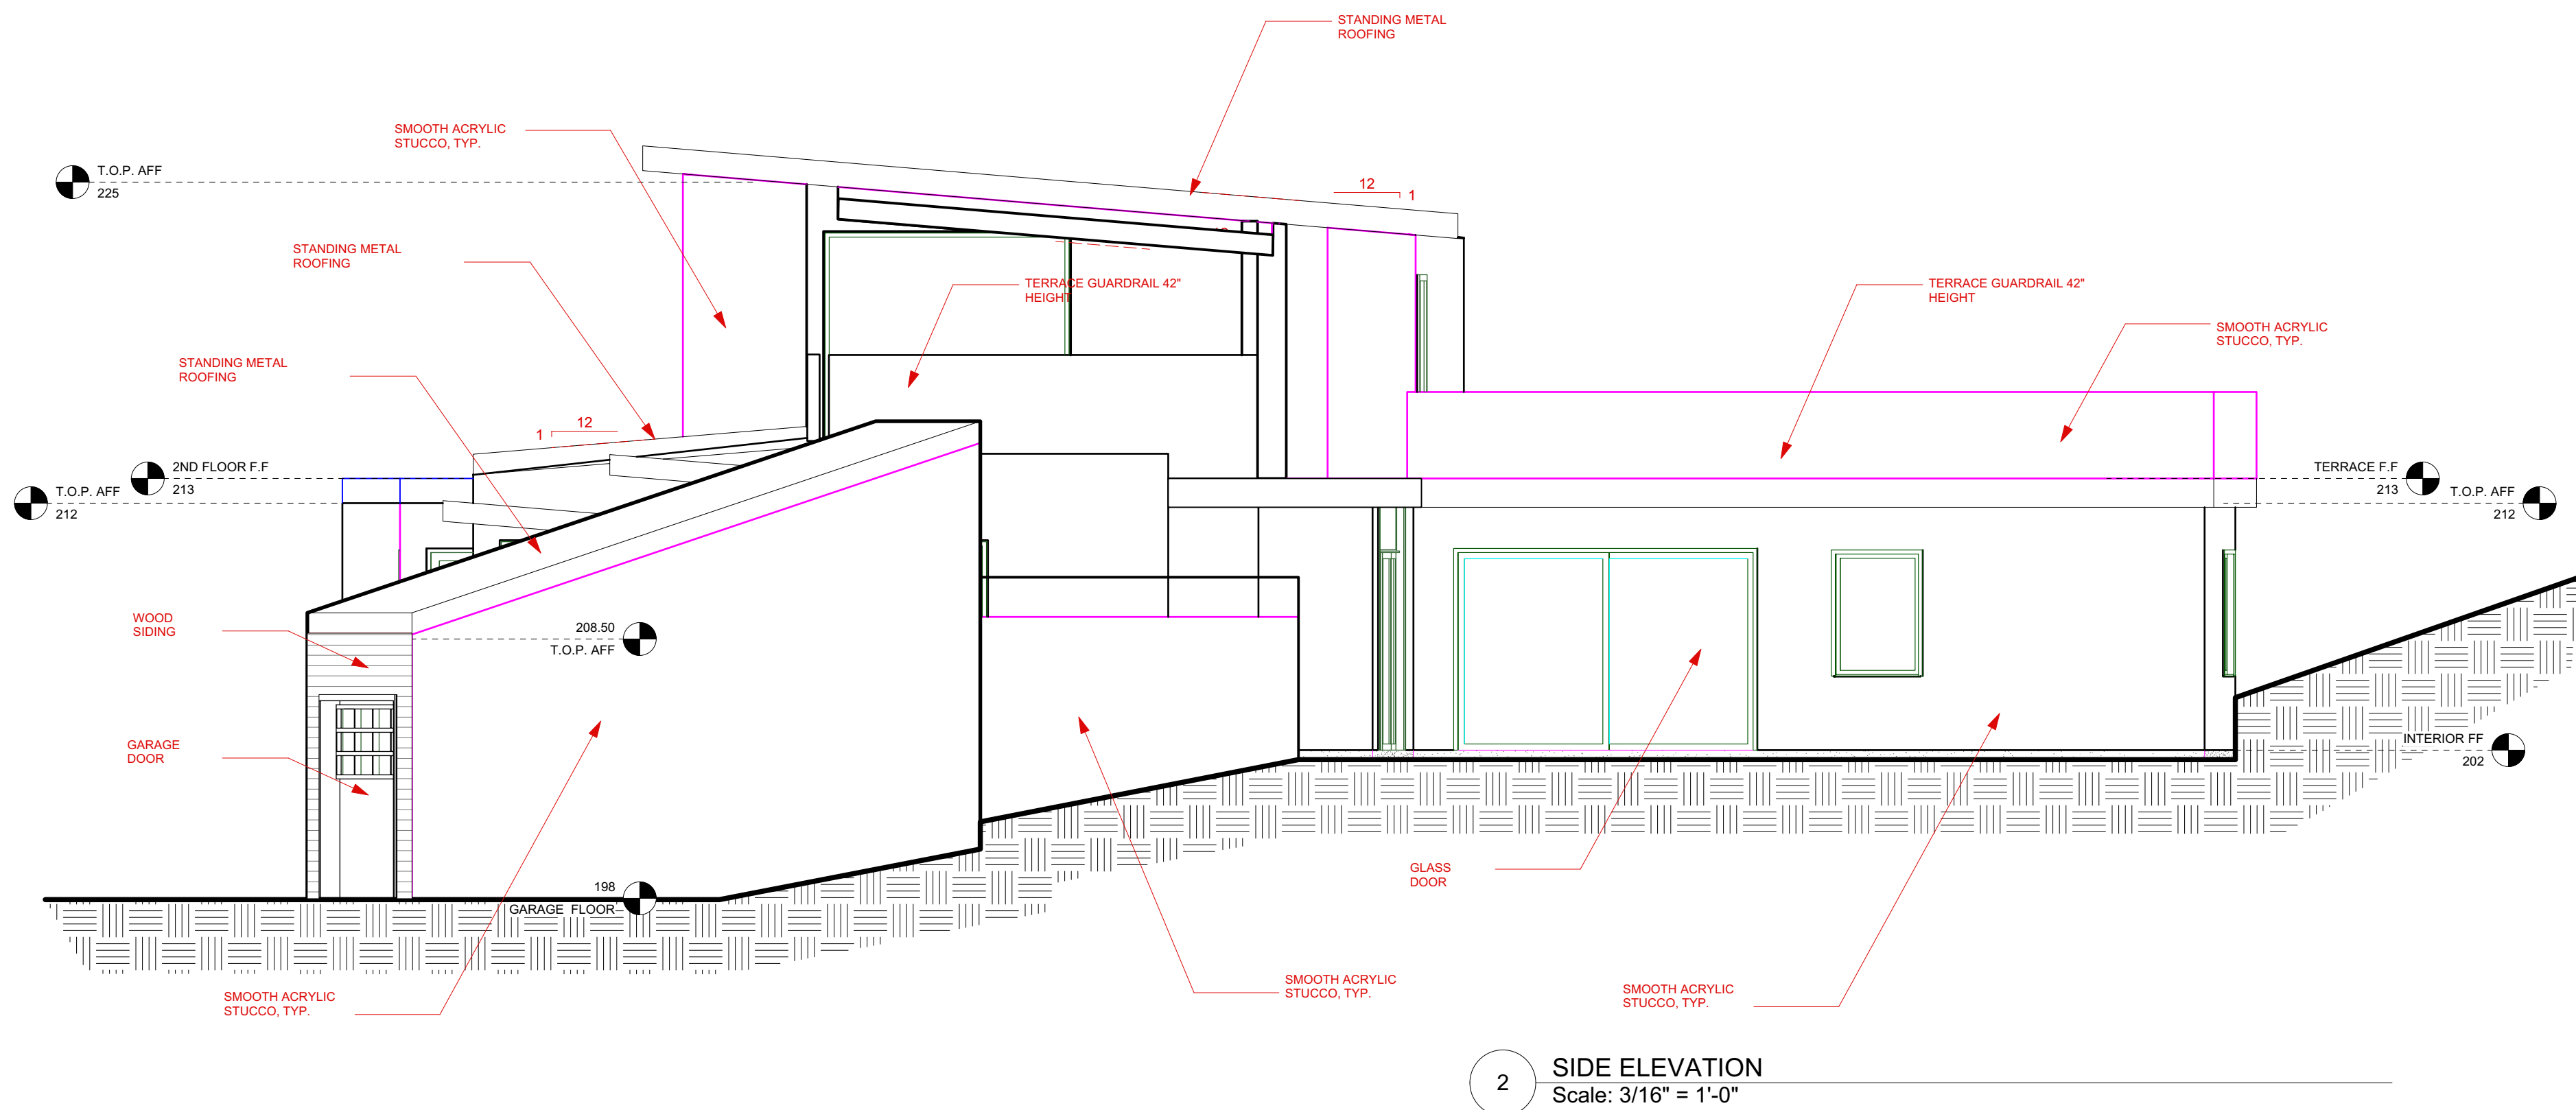 STANDING METAL
ROOFING
SMOOTH ACRYLIC
STUCCO, TYP.
T.O.P. AFF
225
12
1
STANDING METAL
ROOFING
TERRACE GUARDRAIL 42"
HEIGHT
TERRACE GUARDRAIL 42"
HEIGHT
SMOOTH ACRYLIC
STUCCO, TYP.
STANDING METAL
ROOFING
12
1
2ND FLOOR F.F
213
T.O.P. AFF
212
TERRACE F.F
213
T.O.P. AFF
212
WOOD
SIDING
208.50
T.O.P. AFF
GARAGE
DOOR
INTERIOR FF
202
GLASS
DOOR
198
GARAGE FLOOR
SMOOTH ACRYLIC
STUCCO, TYP.
SMOOTH ACRYLIC
STUCCO, TYP.
SMOOTH ACRYLIC
STUCCO, TYP.
2
SIDE ELEVATION
Scale: 3/16" = 1'-0"